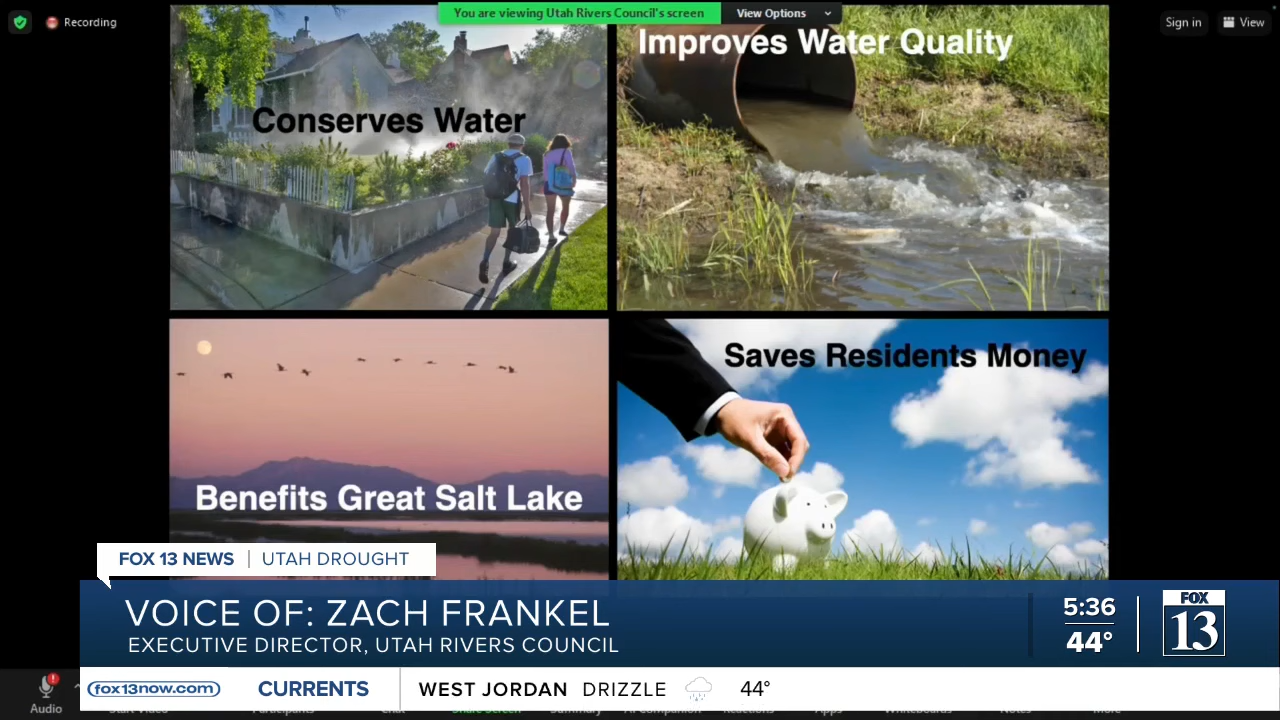 Recording
You are viewing Utah Rivers Council's screen
View Options
Sign in
View
Conserves Water
Improves Water Quality
Benefits Great Salt Lake
Saves Residents Money
FOX 13 NEWS | UTAH DROUGHT
VOICE OF: ZACH FRANKEL
EXECUTIVE DIRECTOR, UTAH RIVERS COUNCIL
5:36
44°
FOX
13
fox13now.com
CURRENTS
WEST JORDAN DRIZZLE 44°
Audio